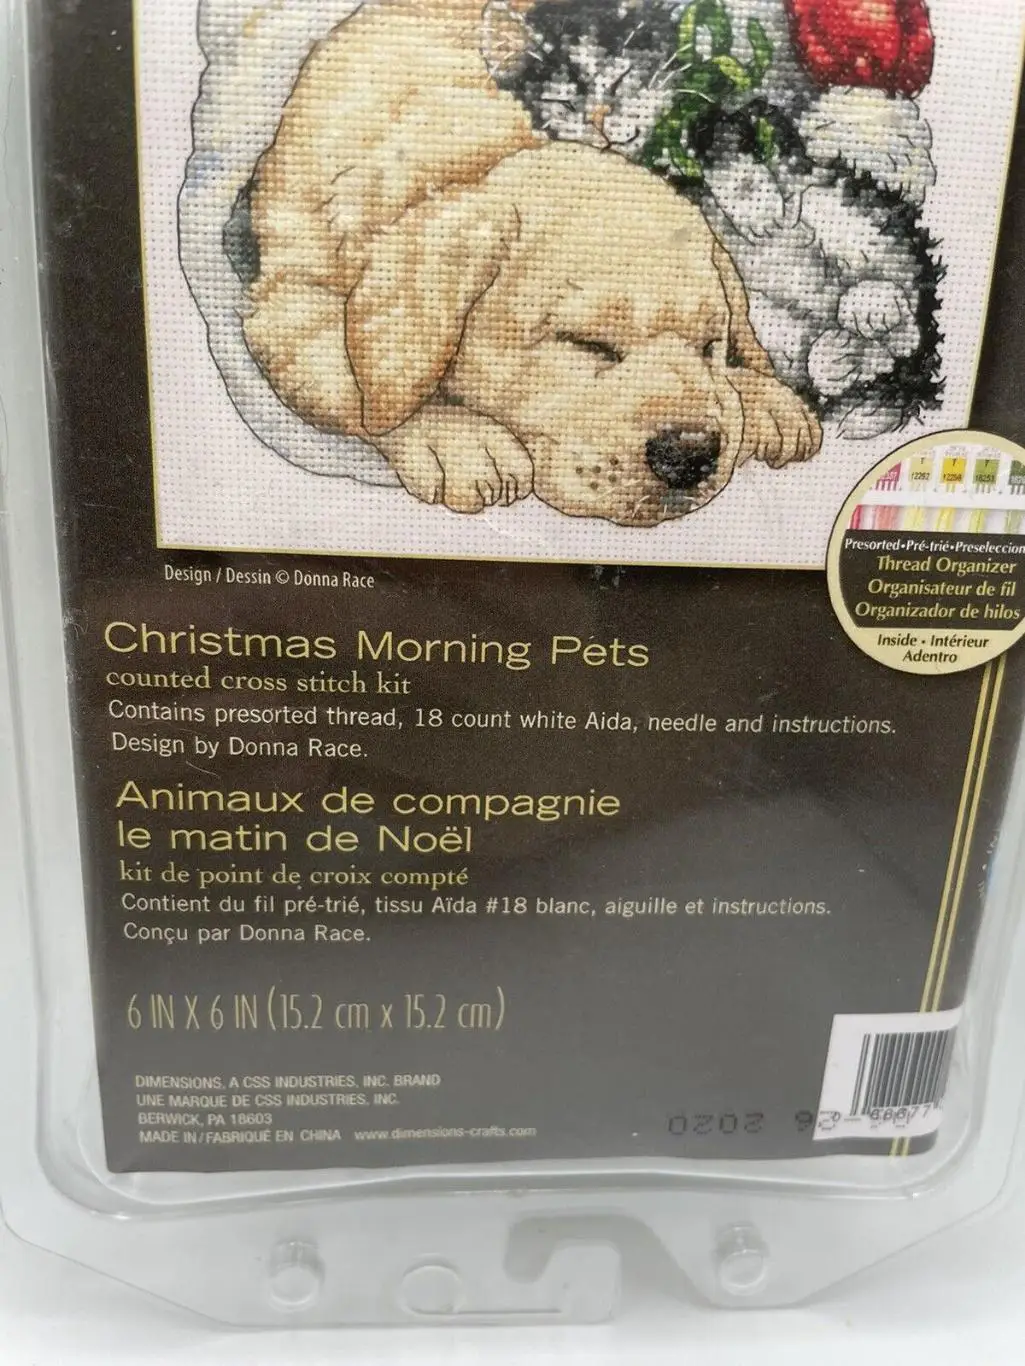 T
12292
T
12256
T
Presorted•Pré-trié•Preseleccion
Thread Organizer
Organisateur de fil
Organizador de hilos
Inside • Intérieur
Adentro
Design / Dessin © Donna Race
Christmas Morning Pets
counted cross stitch kit
Contains presorted thread, 18 count white Aida, needle and instructions.
Design by Donna Race.
Animaux de compagnie
le matin de Noël
kit de point de croix compté
Contient du fil pré-trié, tissu Aïda #18 blanc, aiguille et instructions.
Conçu par Donna Race.
6 IN X 6 IN (15.2 cm x 15.2 cm)
DIMENSIONS, A CSS INDUSTRIES, INC. BRAND
UNE MARQUE DE CSS INDUSTRIES, INC.
BERWICK, PA 18603
MADE IN / FABRIQUÉ EN CHINA www.dimensions-crafts.com